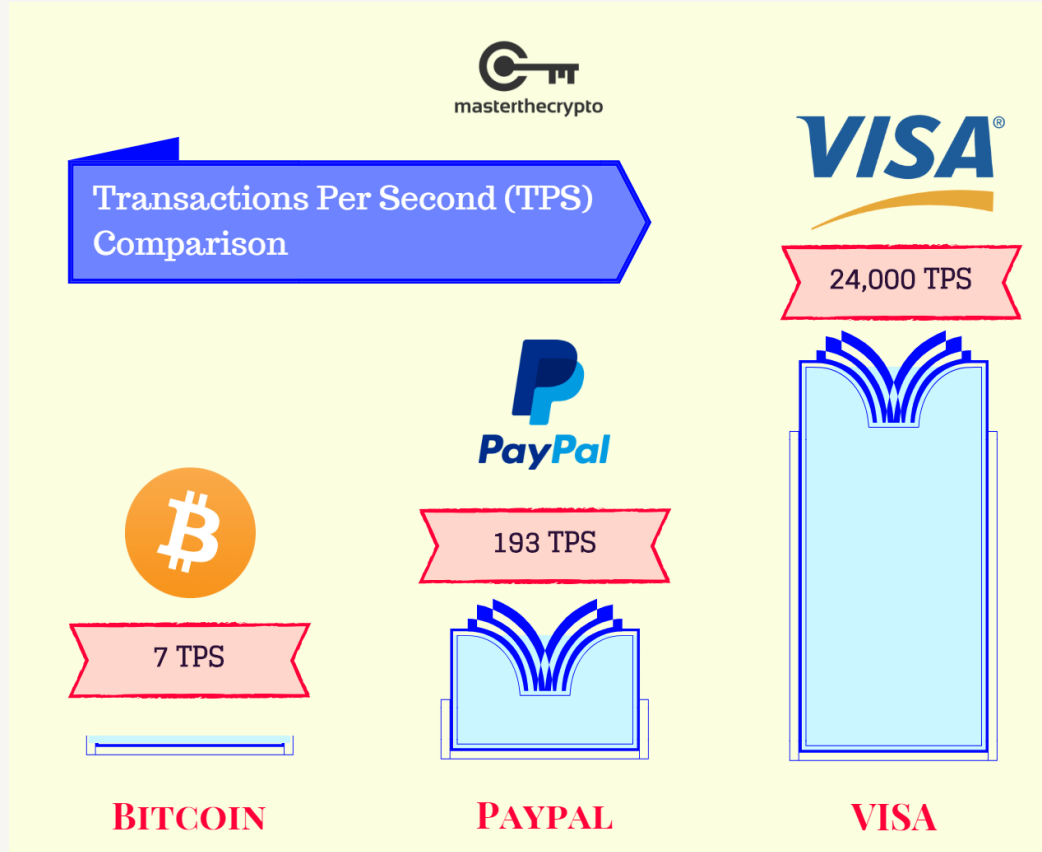 masterthecrypto
VISA®
Transactions Per Second (TPS)
Comparison
24,000 TPS
PayPal
193 TPS
7 TPS
BITCOIN
PAYPAL
VISA